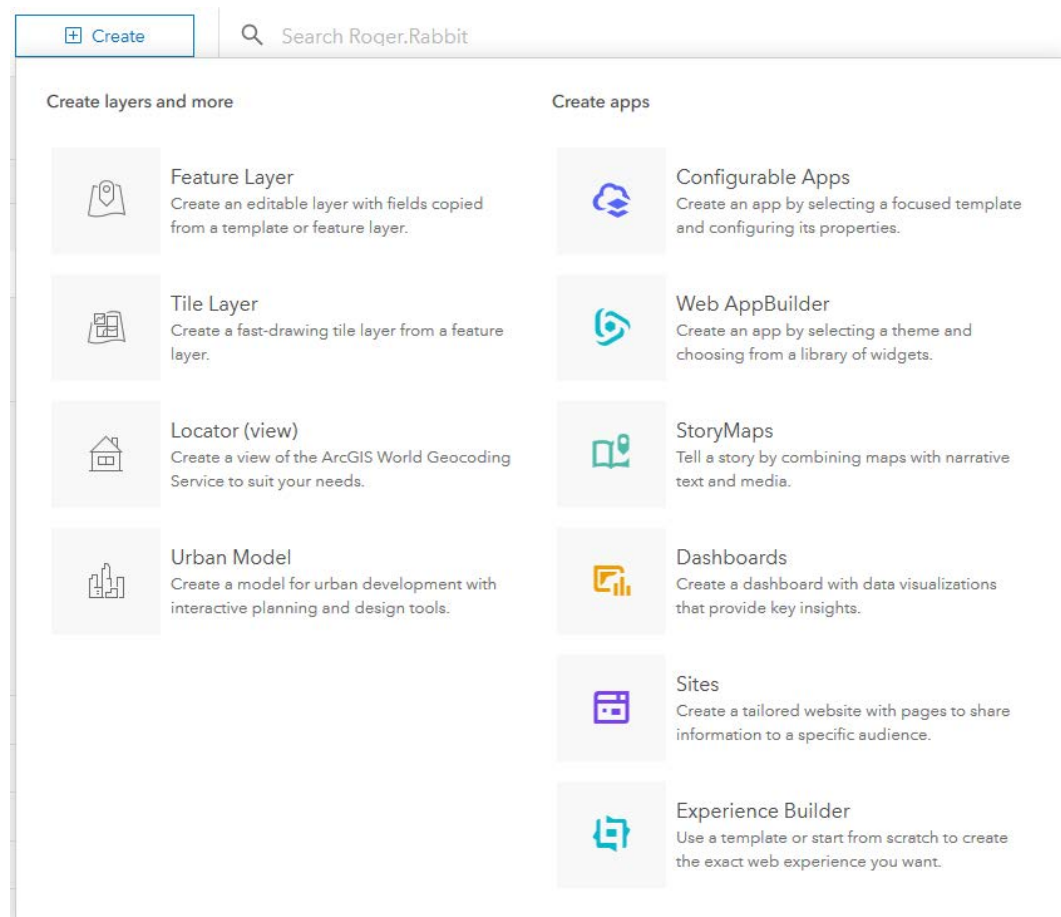 Create
Search Roger.Rabbit
Create layers and more
Feature Layer
Create an editable layer with fields copied
from a template or feature layer.
Tile Layer
Create a fast-drawing tile layer from a feature
layer.
Locator (view)
Create a view of the ArcGIS World Geocoding
Service to suit your needs.
Urban Model
Create a model for urban development with
interactive planning and design tools.
Create apps
Configurable Apps
Create an app by selecting a focused template
and configuring its properties.
Web AppBuilder
Create an app by selecting a theme and
choosing from a library of widgets.
StoryMaps
Tell a story by combining maps with narrative
text and media.
Dashboards
Create a dashboard with data visualizations
that provide key insights.
Sites
Create a tailored website with pages to share
information to a specific audience.
Experience Builder
Use a template or start from scratch to create
the exact web experience you want.